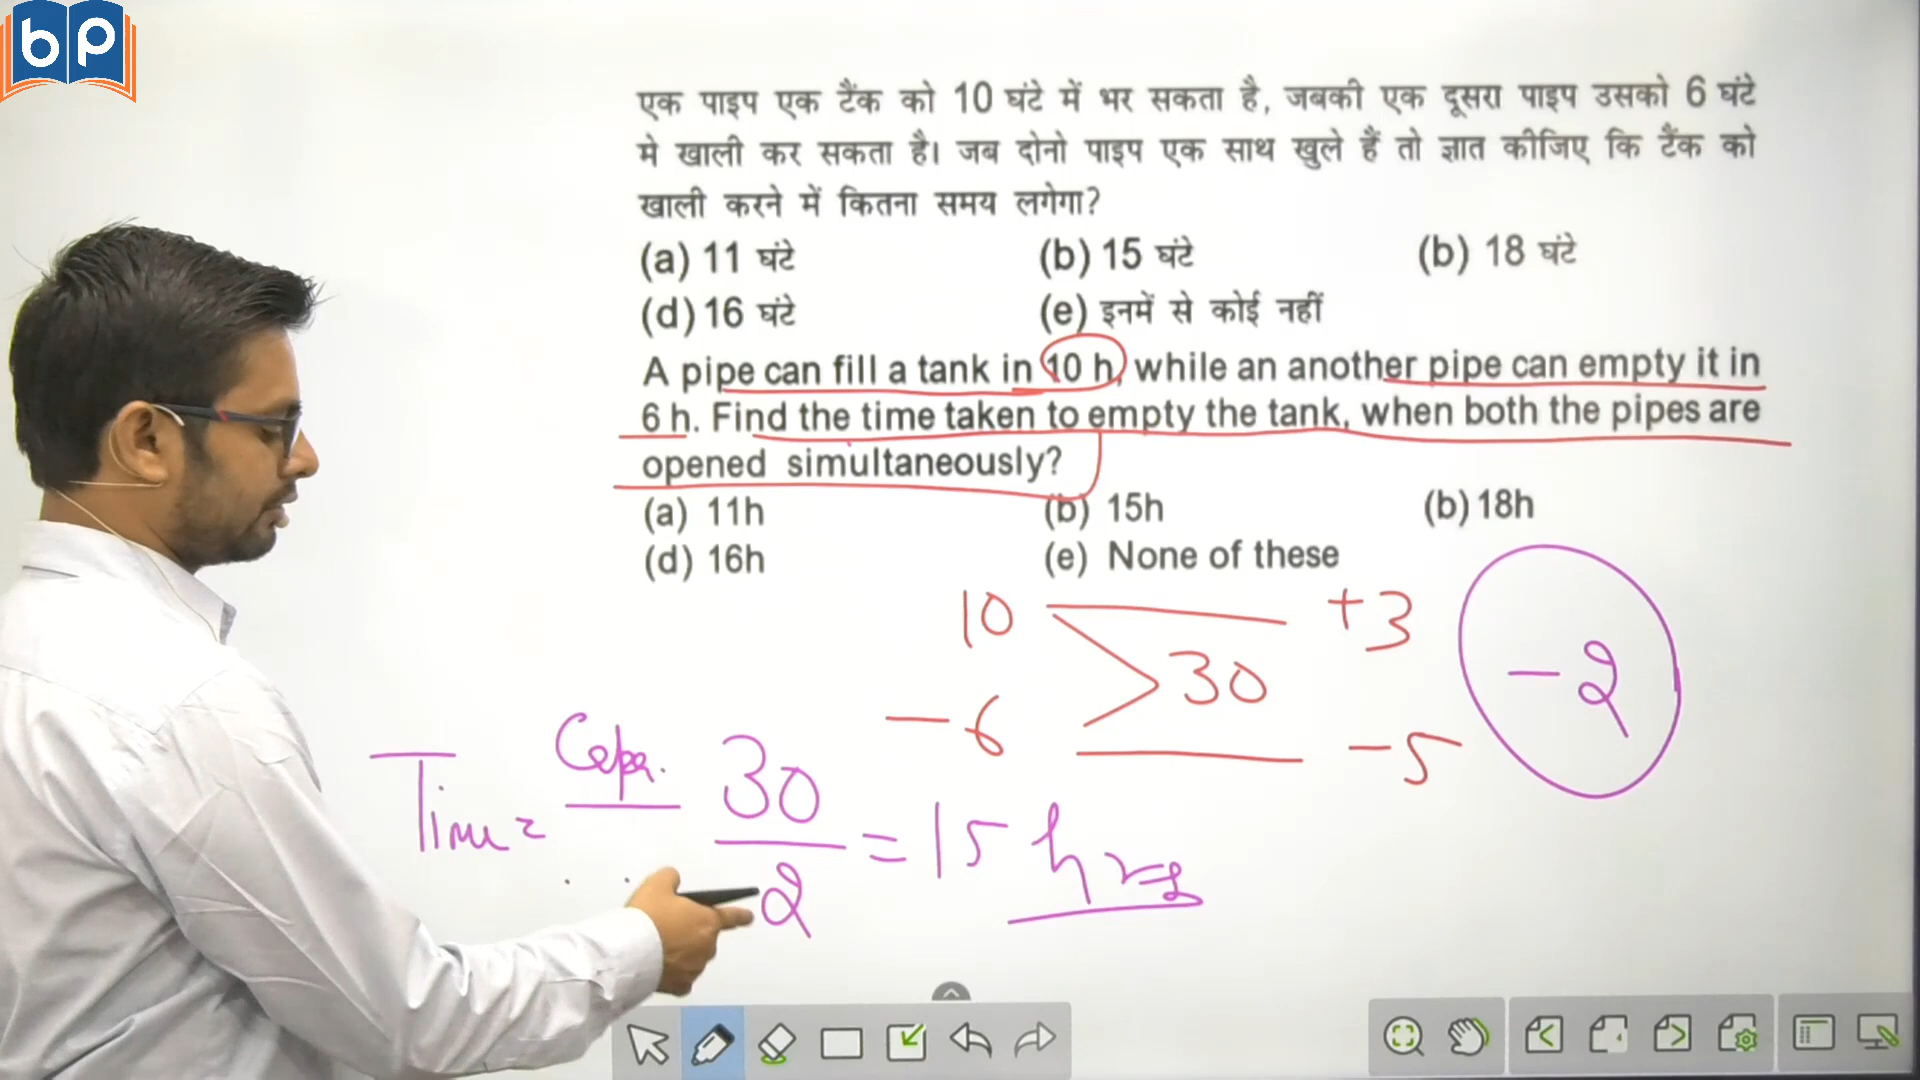 bp
एक पाइप एक टैंक को 10 घंटे में भर सकता है, जबकी एक दूसरा पाइप उसको 6 घंटे
मे खाली कर सकता है। जब दोनो पाइप एक साथ खुले हैं तो ज्ञात कीजिए कि टैंक को
खाली करने में कितना समय लगेगा?
(a) 11 घंटे (b) 15 घंटे (b) 18 घंटे
(d) 16 घंटे (e) इनमें से कोई नहीं
A pipe can fill a tank in 10 h, while an another pipe can empty it in
6 h. Find the time taken to empty the tank, when both the pipes are
opened simultaneously?
(a) 11h (b) 15h (b) 18h
(d) 16h (e) None of these
10 +3
30 -2
-6 -5
Time = 30/2 = 15 hrs